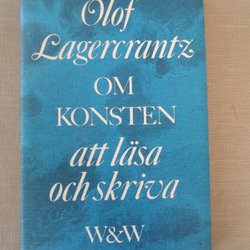 Olof
Lagercrantz
OM
KONSTEN
att läsa
och skriva
W&W